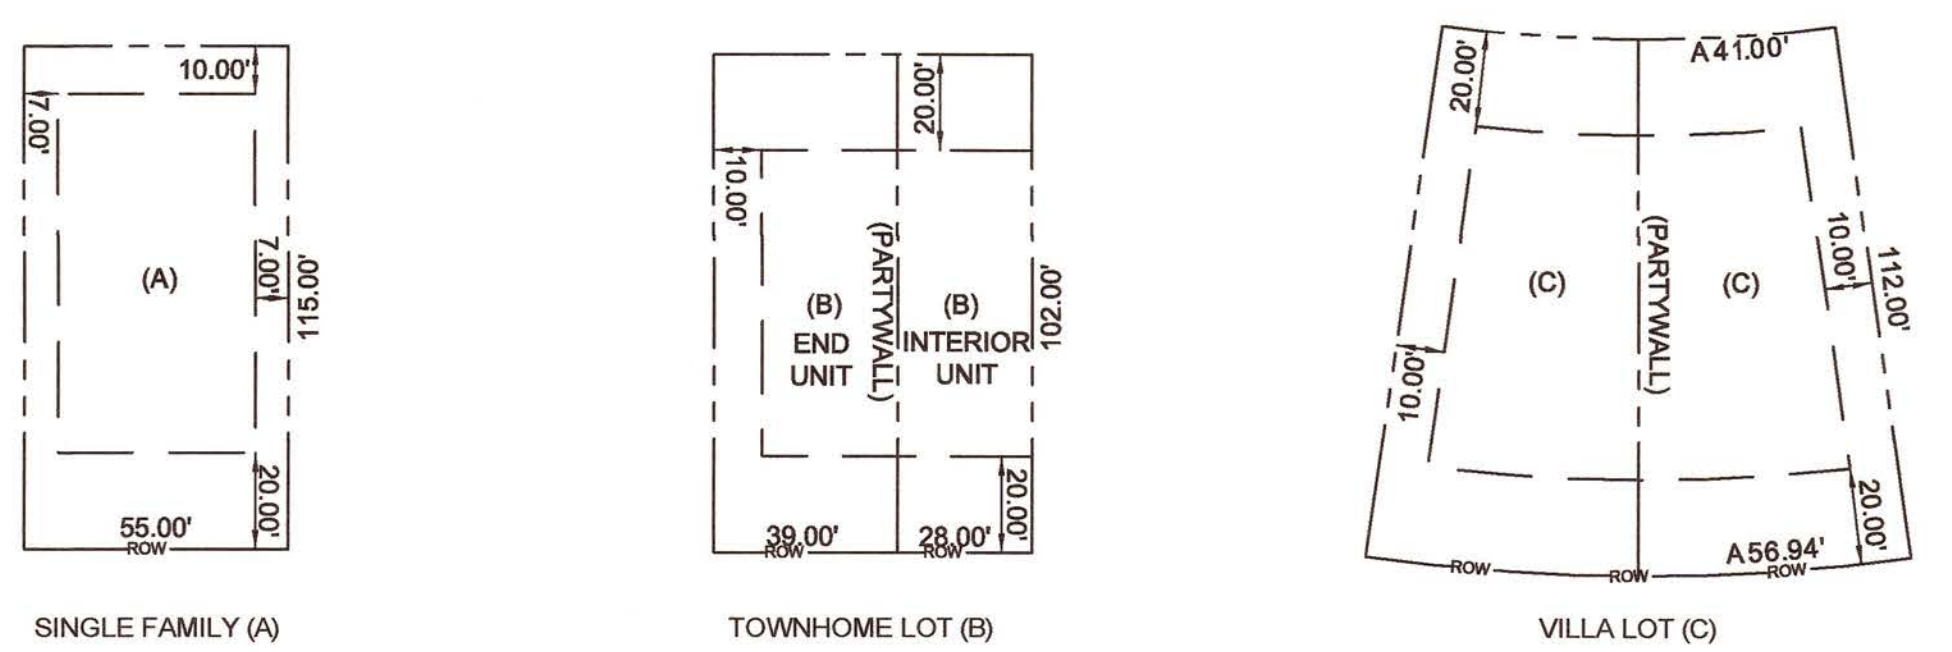 10.00'
7.00'
(A)
7.00'
115.00'
20.00'
55.00'
ROW
SINGLE FAMILY (A)
20.00'
10.00'
(PARTYWALL)
(B)
END
UNIT
(B)
INTERIOR
UNIT
102.00'
20.00'
39.00'
ROW
28.00'
ROW
TOWNHOME LOT (B)
20.00'
A 41.00'
(C)
(PARTYWALL)
(C)
10.00'
112.00'
10.00'
20.00'
A 56.94'
ROW
ROW
ROW
VILLA LOT (C)